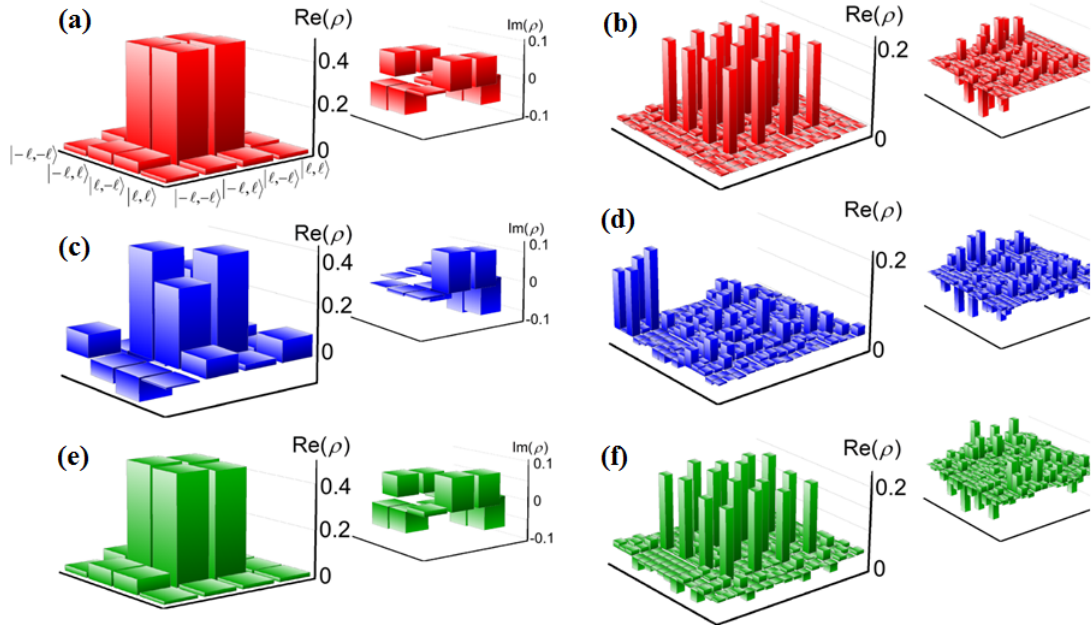 (a)
Re(ρ)
0.4
0.2
0
|−ℓ,−ℓ⟩
|−ℓ,ℓ⟩
|ℓ,−ℓ⟩
|ℓ,ℓ⟩
|−ℓ,−ℓ⟩
|−ℓ,ℓ⟩
|ℓ,−ℓ⟩
|ℓ,ℓ⟩
Im(ρ)
0.1
0
-0.1
(b)
Re(ρ)
0.2
0
(c)
Re(ρ)
0.4
0.2
0
Im(ρ)
0.1
0
-0.1
(d)
Re(ρ)
0.2
0
(e)
Re(ρ)
0.4
0.2
0
Im(ρ)
0.1
0
-0.1
(f)
Re(ρ)
0.2
0